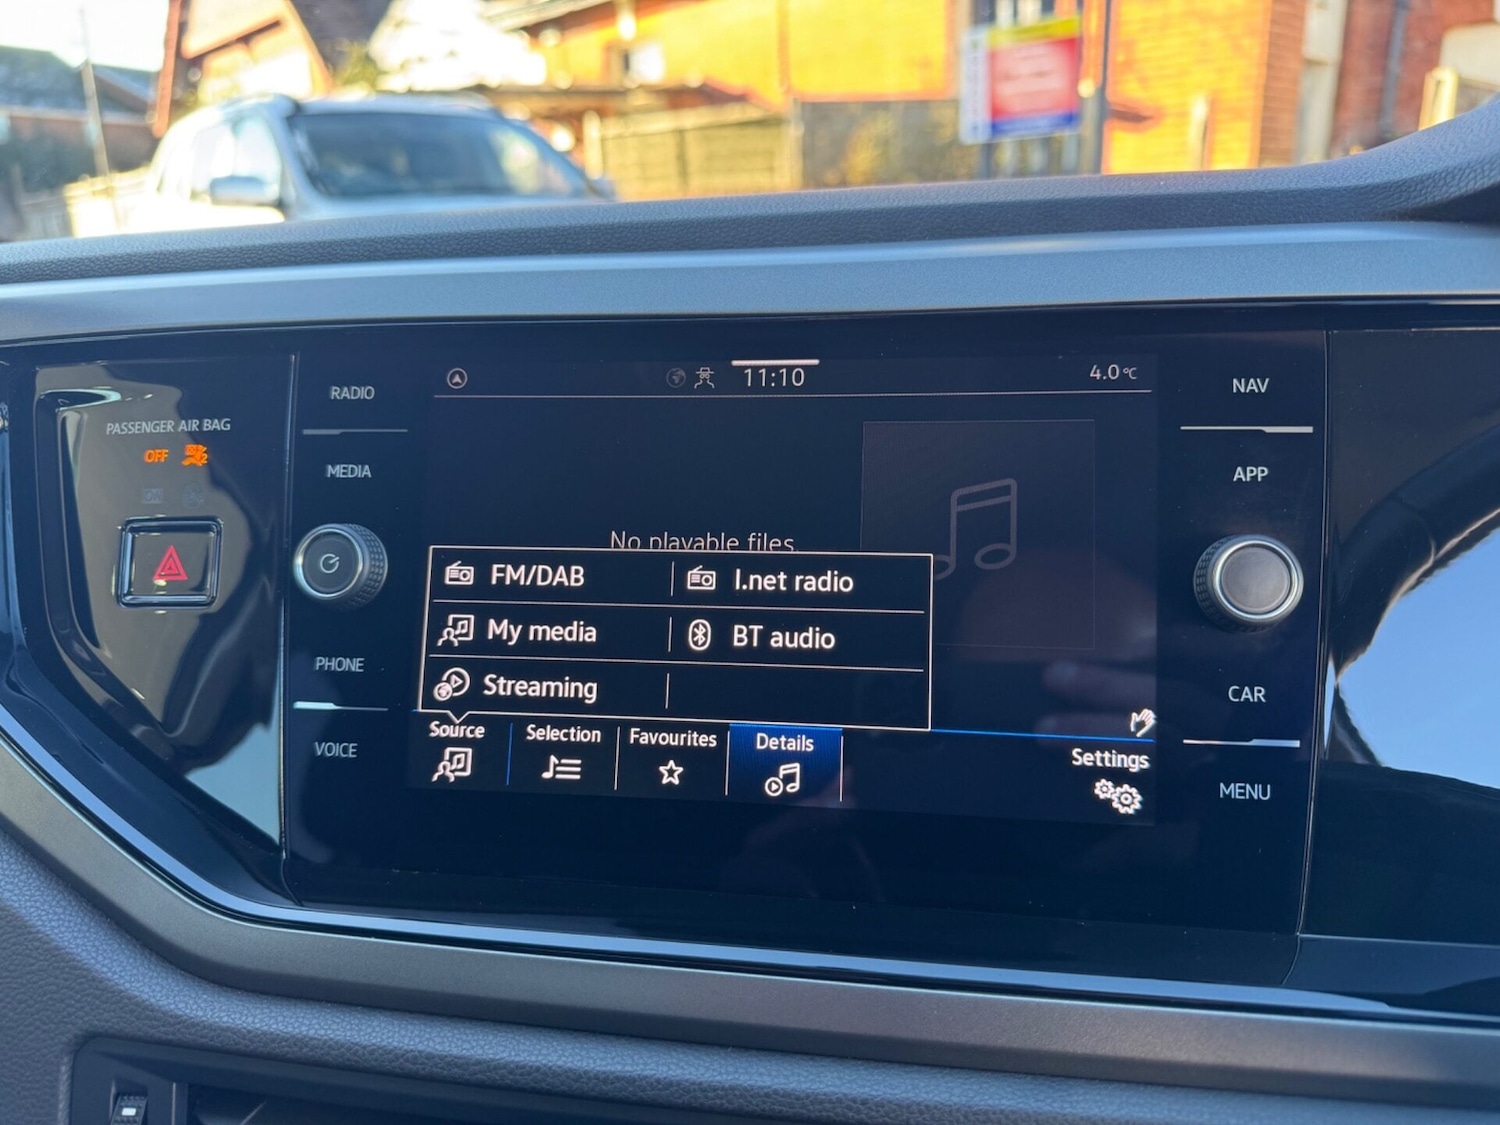 PASSENGER AIR BAG
OFF
RADIO
MEDIA
PHONE
VOICE
11:10
4.0 °C
No playable files.
FM/DAB
I.net radio
My media
BT audio
Streaming
Source
Selection
Favourites
Details
Settings
NAV
APP
CAR
MENU